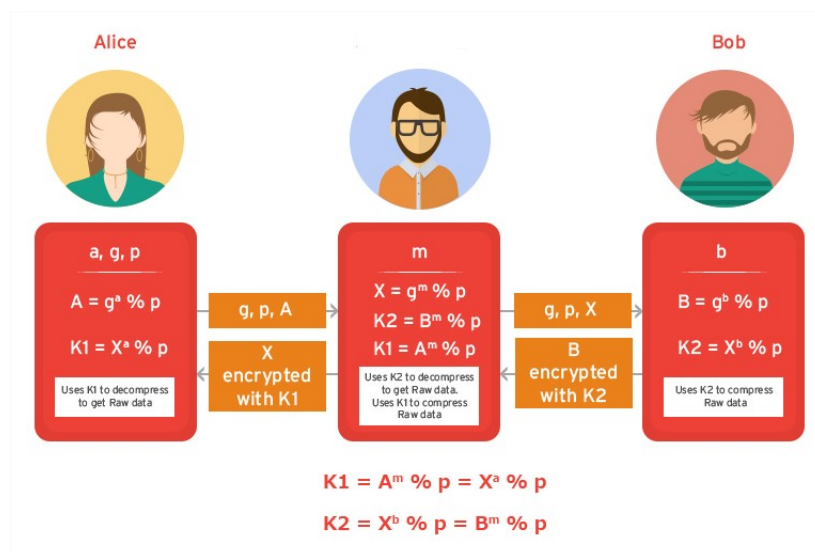 Alice
Bob
a, g, p
A = gᵃ % p
K1 = Xᵃ % p
Uses K1 to decompress
to get Raw data
g, p, A
X
encrypted
with K1
m
X = gᵐ % p
K2 = Bᵐ % p
K1 = Aᵐ % p
Uses K2 to decompress
to get Raw data.
Uses K1 to compress
Raw data
g, p, X
B
encrypted
with K2
b
B = gᵇ % p
K2 = Xᵇ % p
Uses K2 to compress
Raw data
K1 = Aᵐ % p = Xᵃ % p
K2 = Xᵇ % p = Bᵐ % p